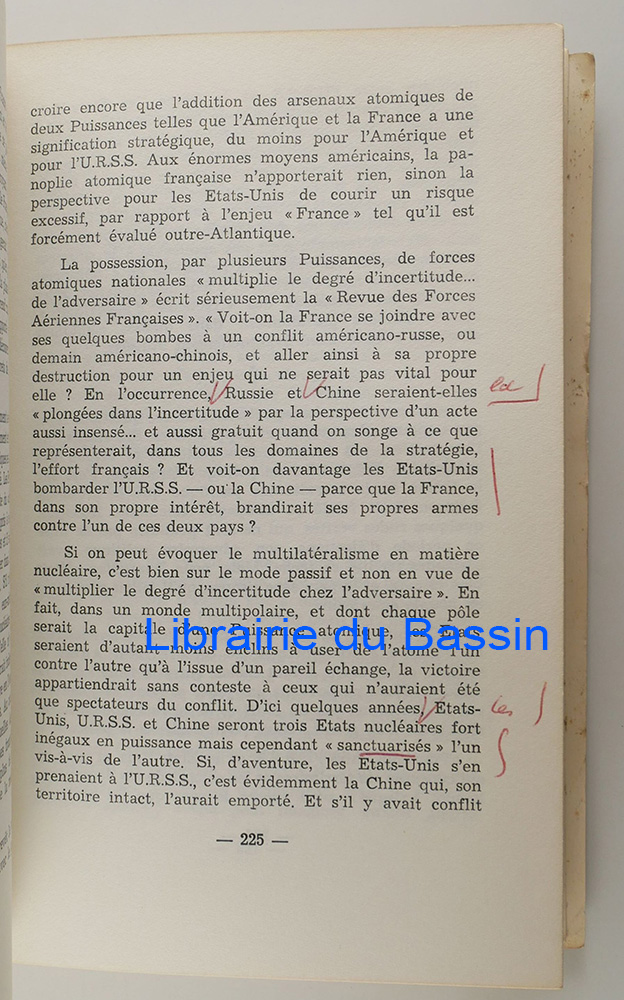 croire encore que l'addition des arsenaux atomiques de
deux Puissances telles que l'Amérique et la France a une
signification stratégique, du moins pour l'Amérique et
pour l'U.R.S.S. Aux énormes moyens américains, la pa-
noplie atomique française n'apporterait rien, sinon la
perspective pour les Etats-Unis de courir un risque
excessif, par rapport à l'enjeu « France » tel qu'il est
forcément évalué outre-Atlantique.
La possession, par plusieurs Puissances, de forces
atomiques nationales « multiplie le degré d'incertitude...
de l'adversaire » écrit sérieusement la « Revue des Forces
Aériennes Françaises ». « Voit-on la France se joindre avec
ses quelques bombes à un conflit américano-russe, ou
demain américano-chinois, et aller ainsi à sa propre
destruction pour un enjeu qui ne serait pas vital pour
elle ? En l'occurrence, Russie et Chine seraient-elles
« plongées dans l'incertitude » par la perspective d'un acte
aussi insensé... et aussi gratuit quand on songe à ce que
représenterait, dans tous les domaines de la stratégie,
l'effort français ? Et voit-on davantage les Etats-Unis
bombarder l'U.R.S.S. — ou la Chine — parce que la France,
dans son propre intérêt, brandirait ses propres armes
contre l'un de ces deux pays ?
Si on peut évoquer le multilatéralisme en matière
nucléaire, c'est bien sur le mode passif et non en vue de
« multiplier le degré d'incertitude chez l'adversaire ». En
fait, dans un monde multipolaire, et dont chaque pôle
serait la capitale d'une Puissance atomique, les Etats
Librairie du Bassin
seraient d'autant moins enclins à user de l'atome l'un
contre l'autre qu'à l'issue d'un pareil échange, la victoire
appartiendrait sans conteste à ceux qui n'auraient été
que spectateurs du conflit. D'ici quelques années, Etats- les
Unis, U.R.S.S. et Chine seront trois Etats nucléaires fort
inégaux en puissance mais cependant « sanctuarisés » l'un
vis-à-vis de l'autre. Si, d'aventure, les Etats-Unis s'en
prenaient à l'U.R.S.S., c'est évidemment la Chine qui, son
territoire intact, l'aurait emporté. Et s'il y avait conflit
— 225 —